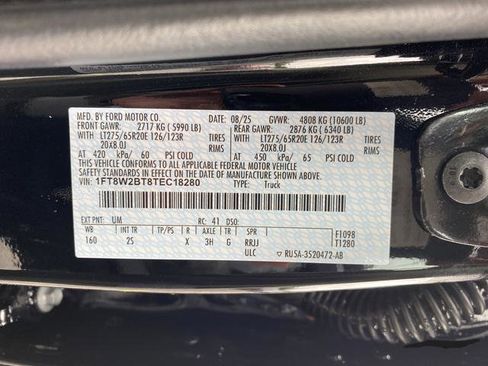 MFD. BY FORD MOTOR CO. DATE: 08/25 GVWR: 4808 KG (10600 LB)
FRONT GAWR: 2717 KG ( 5990 LB) REAR GAWR: 2876 KG ( 6340 LB)
WITH LT275/65R20E 126/123R TIRES WITH LT275/65R20E 126/123R TIRES
20X8.0J RIMS 20X8.0J RIMS
AT 420 kPa/ 60 PSI COLD AT 450 kPa/ 65 PSI COLD
THIS VEHICLE CONFORMS TO ALL APPLICABLE FEDERAL MOTOR VEHICLE
SAFETY STANDARDS IN EFFECT ON THE DATE OF MANUFACTURE SHOWN ABOVE.
VIN: 1FT8W2BT8TEC18280 TYPE: Truck
EXT PNT: UM RC: 41 DSO: F1098
WB INT TR TP/PS R AXLE TR SPR T1280
160 2S X 3H G RRJJ
ULC RU5A-3520472-AB